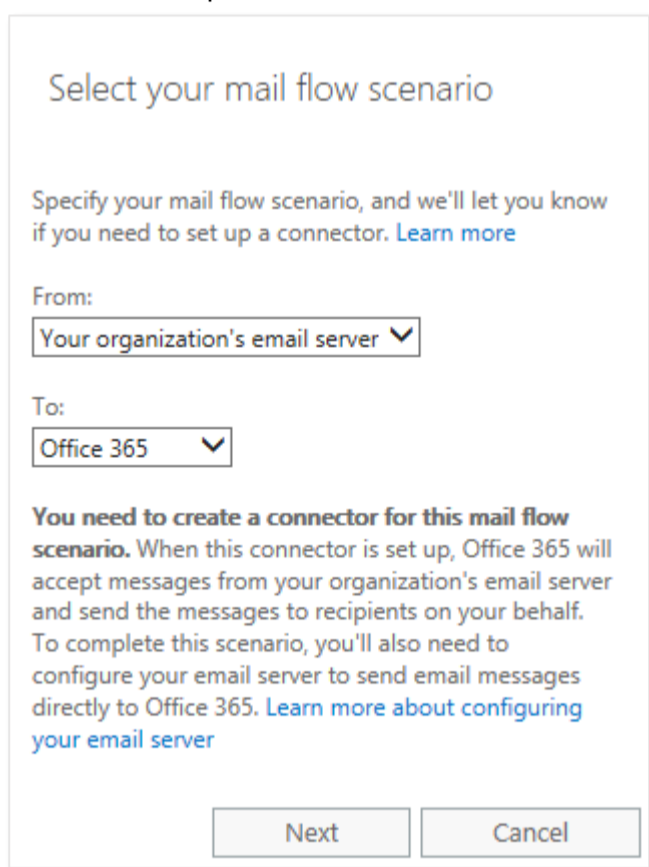 Select your mail flow scenario
Specify your mail flow scenario, and we'll let you know
if you need to set up a connector. Learn more
From:
Your organization's email server
To:
Office 365
You need to create a connector for this mail flow
scenario. When this connector is set up, Office 365 will
accept messages from your organization's email server
and send the messages to recipients on your behalf.
To complete this scenario, you'll also need to
configure your email server to send email messages
directly to Office 365. Learn more about configuring
your email server
Next Cancel